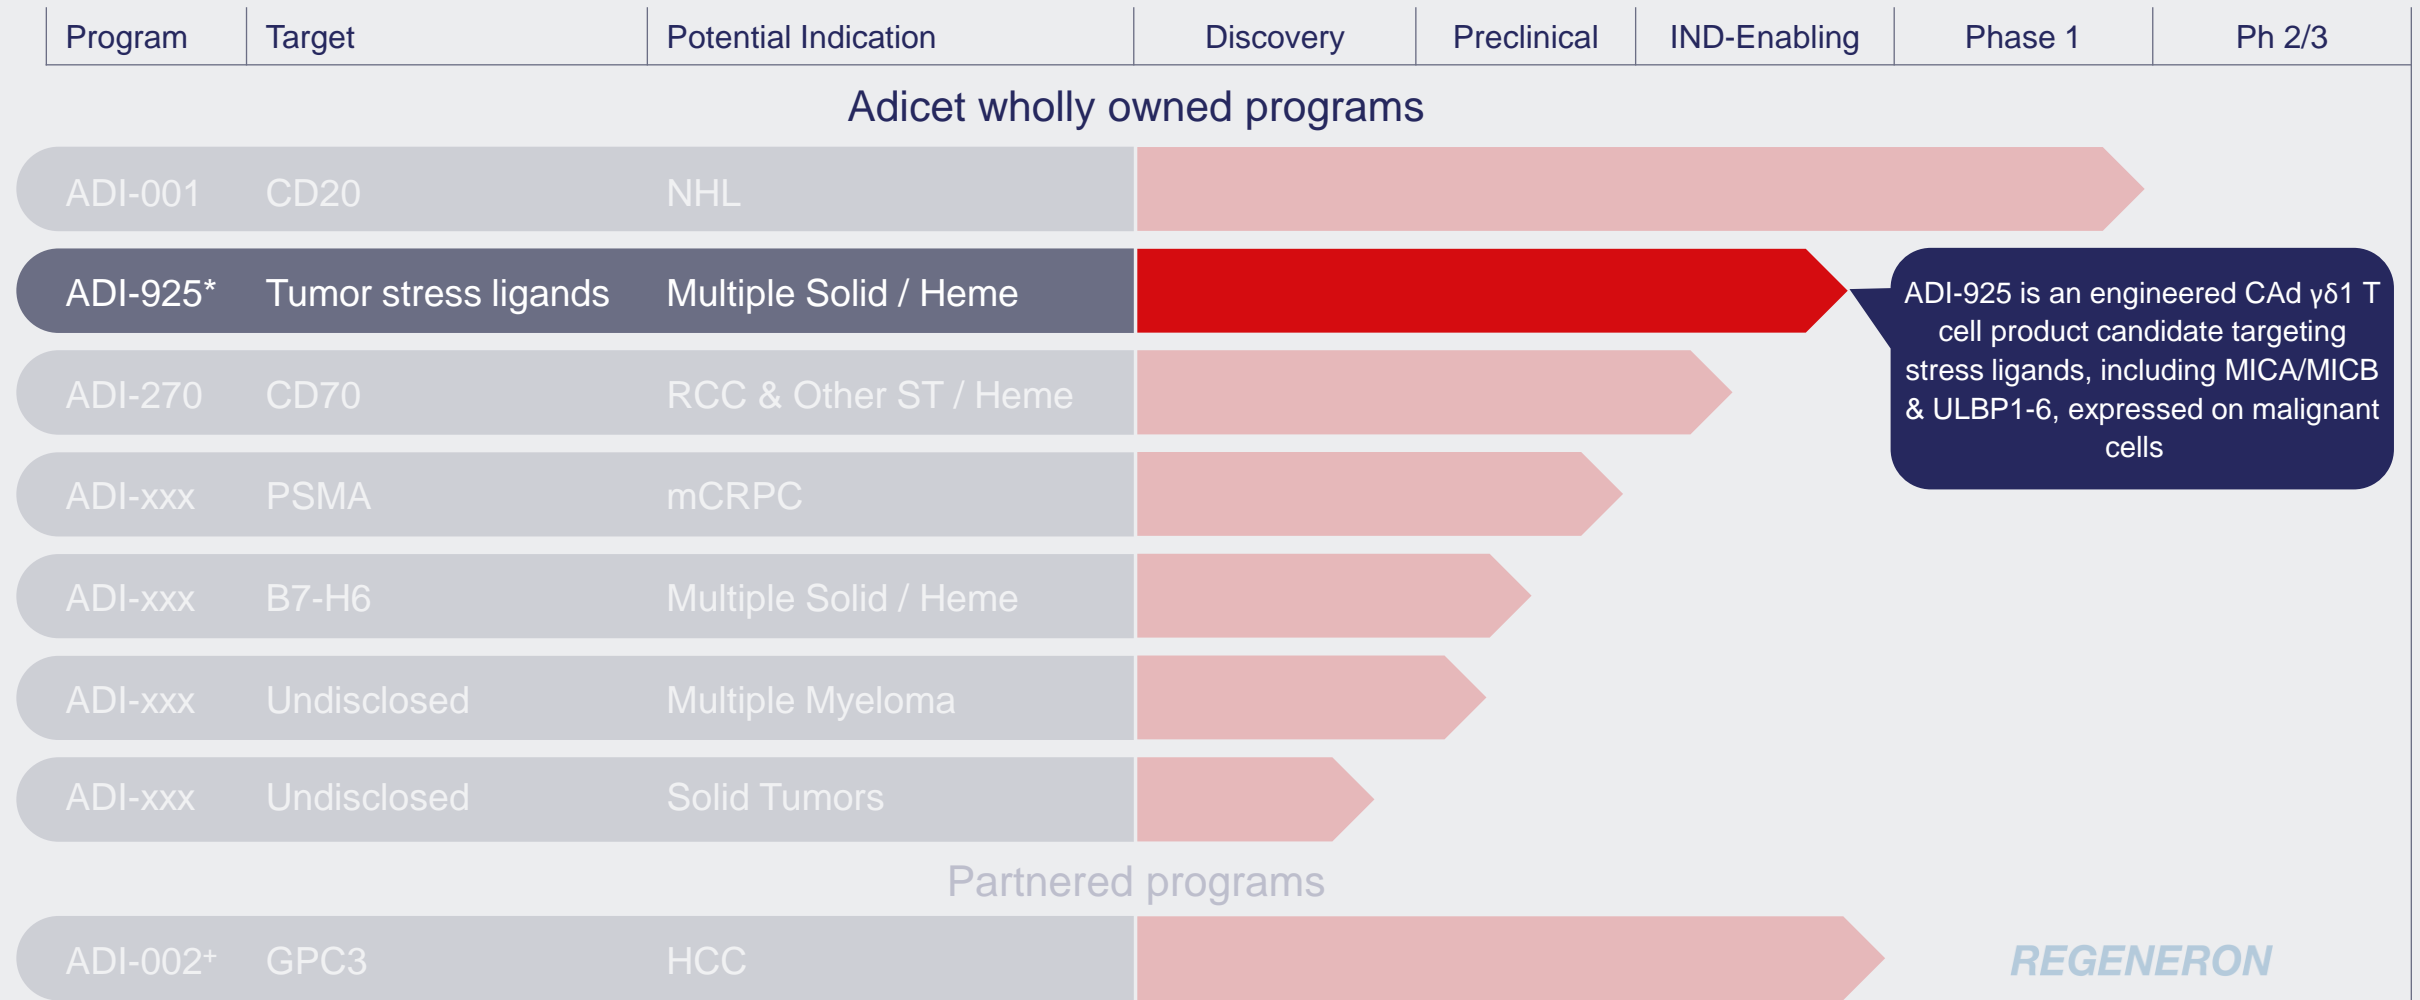 Program Target Potential Indication Discovery Preclinical IND-Enabling Phase 1 Ph 2/3
Adicet wholly owned programs
ADI-001 CD20 NHL
ADI-925* Tumor stress ligands Multiple Solid / Heme
ADI-925 is an engineered CAd γδ1 T
cell product candidate targeting
stress ligands, including MICA/MICB
& ULBP1-6, expressed on malignant
cells
ADI-270 CD70 RCC & Other ST / Heme
ADI-xxx PSMA mCRPC
ADI-xxx B7-H6 Multiple Solid / Heme
ADI-xxx Undisclosed Multiple Myeloma
ADI-xxx Undisclosed Solid Tumors
Partnered programs
ADI-002⁺ GPC3 HCC REGENERON